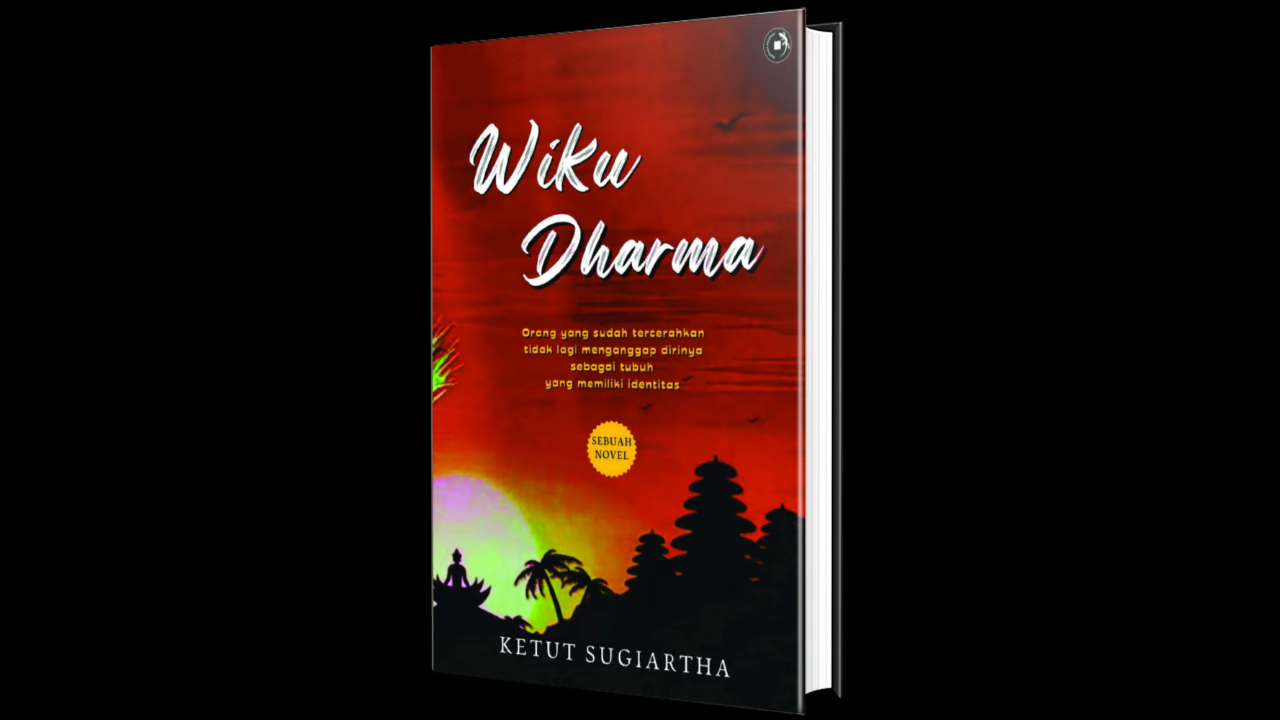 Wiku
Dharma
Orang yang sudah tercerahkan
tidak lagi menganggap dirinya
sebagai tubuh
yang memiliki identitas
SEBUAH
NOVEL
KETUT SUGIARTHA